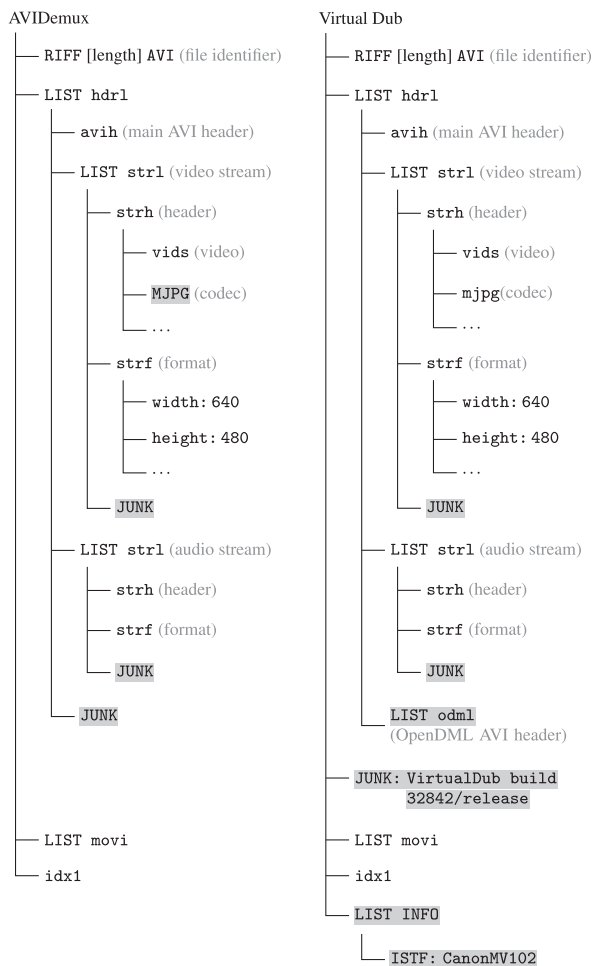 AVIDemux
RIFF [length] AVI (file identifier)
LIST hdrl
avih (main AVI header)
LIST strl (video stream)
strh (header)
vids (video)
MJPG (codec)
...
strf (format)
width: 640
height: 480
...
JUNK
LIST strl (audio stream)
strh (header)
strf (format)
JUNK
JUNK
LIST movi
idx1
Virtual Dub
RIFF [length] AVI (file identifier)
LIST hdrl
avih (main AVI header)
LIST strl (video stream)
strh (header)
vids (video)
mjpg(codec)
...
strf (format)
width: 640
height: 480
...
JUNK
LIST strl (audio stream)
strh (header)
strf (format)
JUNK
LIST odml
(OpenDML AVI header)
JUNK: VirtualDub build
32842/release
LIST movi
idx1
LIST INFO
ISTF: CanonMV102